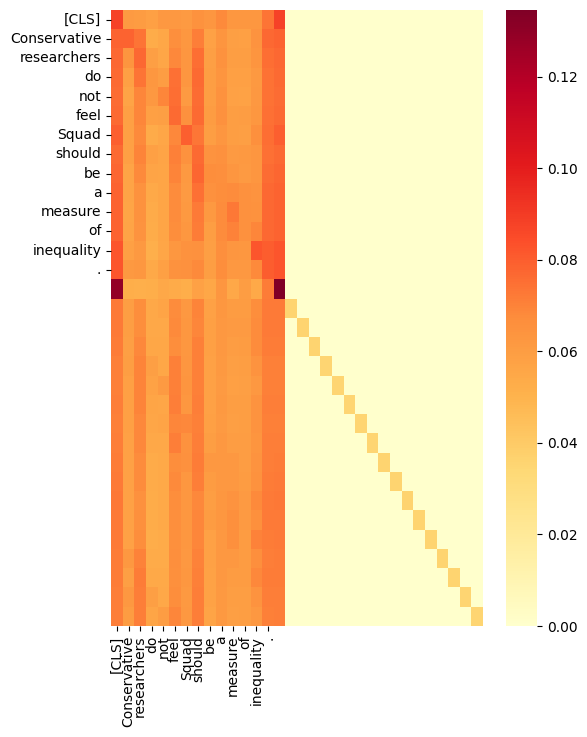 [CLS]
Conservative
researchers
do
not
feel
Squad
should
be
a
measure
of
inequality
.
0.12
0.10
0.08
0.06
0.04
0.02
0.00
[CLS]
Conservative
researchers
do
not
feel
Squad
should
be
a
measure
of
inequality
.